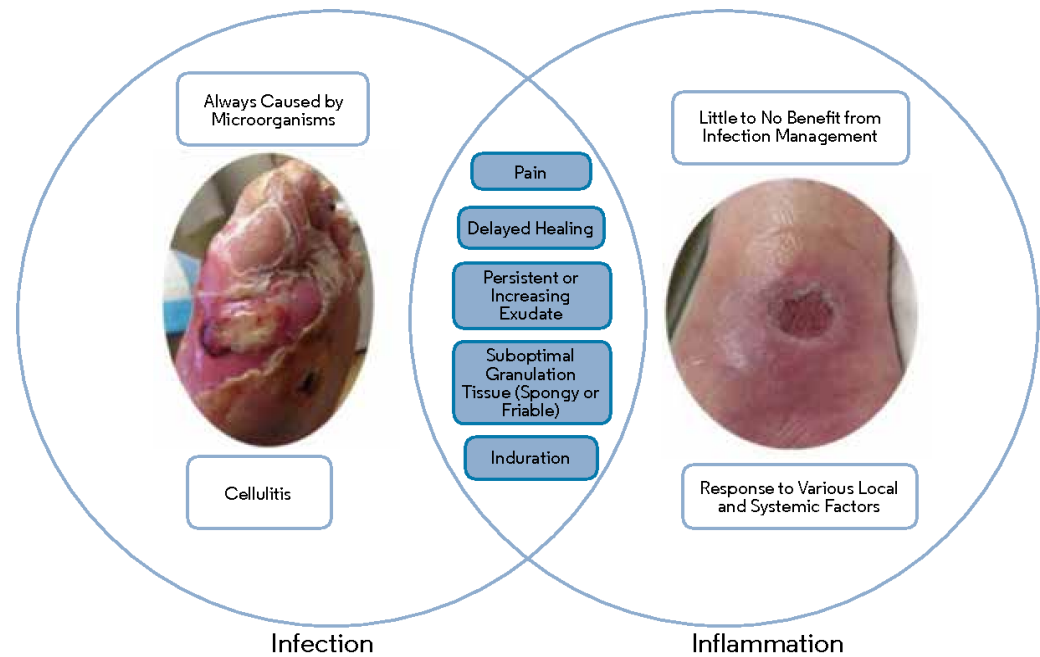 Always Caused by
Microorganisms
Cellulitis
Pain
Delayed Healing
Persistent or
Increasing
Exudate
Suboptimal
Granulation
Tissue (Spongy or
Friable)
Induration
Little to No Benefit from
Infection Management
Response to Various Local
and Systemic Factors
Infection
Inflammation